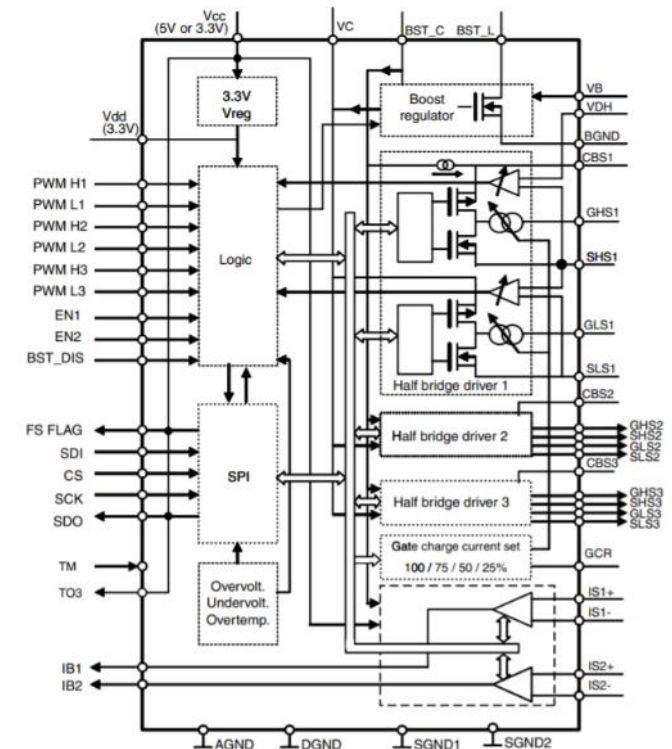 Vcc
(5V or 3.3V)
VC
BST_C
BST_L
3.3V
Vreg
Boost
regulator
VB
VDH
BGND
Vdd
(3.3V)
CBS1
PWM H1
PWM L1
PWM H2
PWM L2
PWM H3
PWM L3
EN1
EN2
BST_DIS
Logic
GHS1
SHS1
GLS1
SLS1
Half bridge driver 1
CBS2
FS FLAG
SDI
CS
SCK
SDO
SPI
Half bridge driver 2
GHS2
SHS2
GLS2
SLS2
CBS3
Half bridge driver 3
GHS3
SHS3
GLS3
SLS3
Gate charge current set
100 / 75 / 50 / 25%
GCR
TM
TO3
Overvolt.
Undervolt.
Overtemp.
IS1+
IS1-
IB1
IB2
IS2+
IS2-
AGND
DGND
SGND1
SGND2